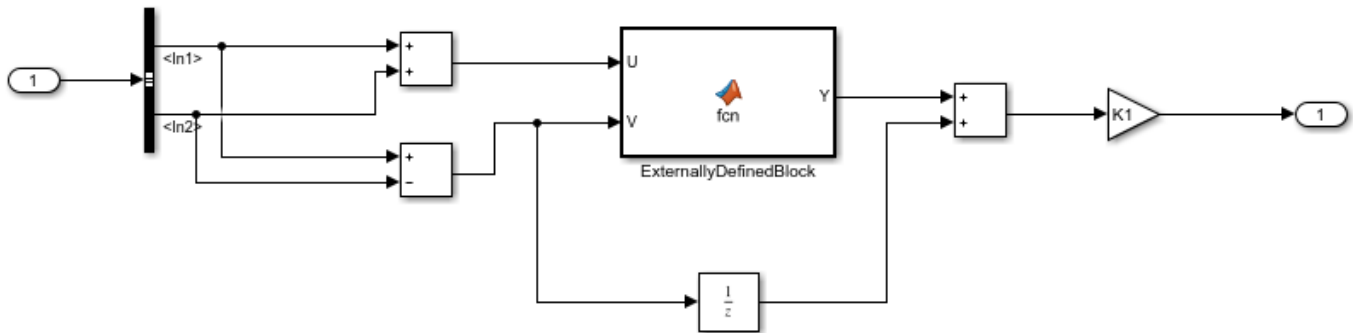 1
<In1>
<In2>
+
+
+
−
U
V
Y
fcn
ExternallyDefinedBlock
1
z
+
+
K1
1